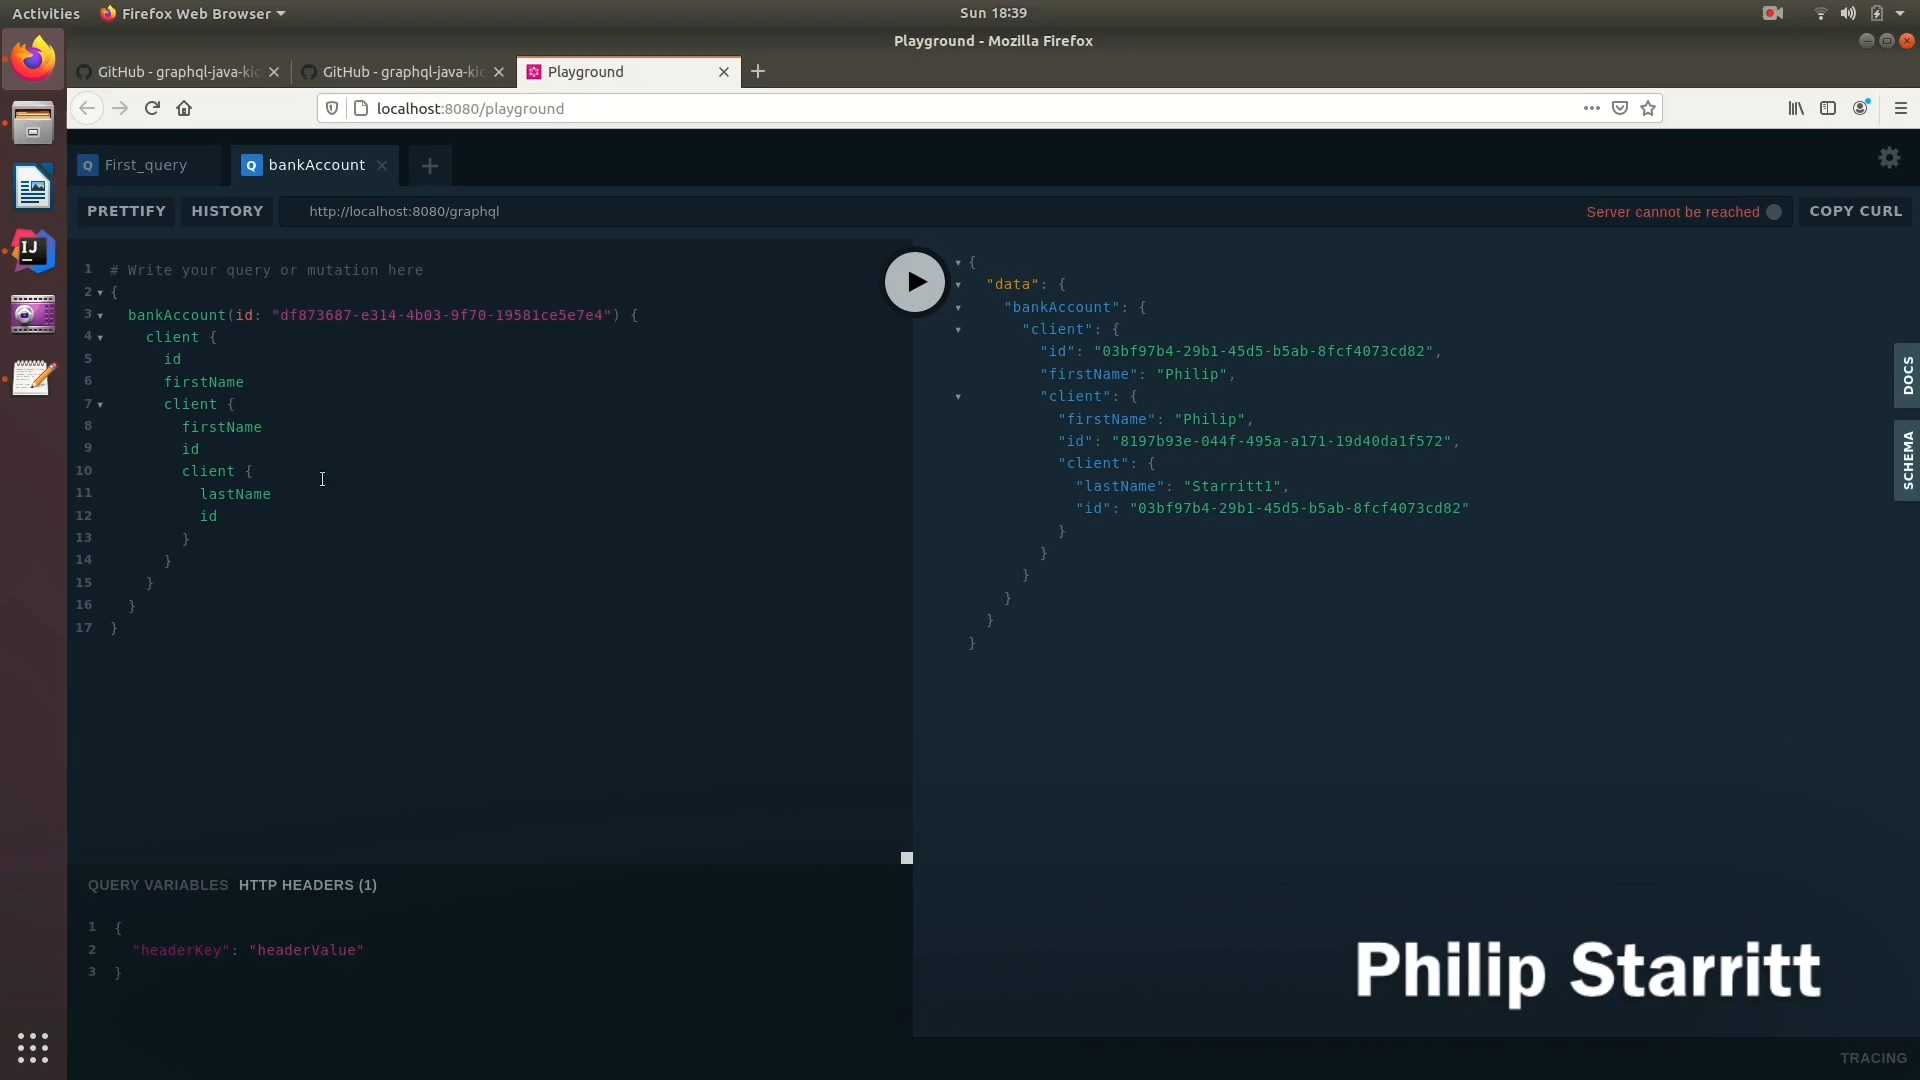 Activities Firefox Web Browser Sun 18:39
Playground - Mozilla Firefox
GitHub - graphql-java-kic GitHub - graphql-java-kic Playground
localhost:8080/playground
Q First_query Q bankAccount
PRETTIFY HISTORY http://localhost:8080/graphql Server cannot be reached COPY CURL
1 # Write your query or mutation here
2 {
3 bankAccount(id: "df873687-e314-4b03-9f70-19581ce5e7e4") {
4 client {
5 id
6 firstName
7 client {
8 firstName
9 id
10 client {
11 lastName
12 id
13 }
14 }
15 }
16 }
17 }
{
"data": {
"bankAccount": {
"client": {
"id": "03bf97b4-29b1-45d5-b5ab-8fcf4073cd82",
"firstName": "Philip",
"client": {
"firstName": "Philip",
"id": "8197b93e-044f-495a-a171-19d40da1f572",
"client": {
"lastName": "Starritt1",
"id": "03bf97b4-29b1-45d5-b5ab-8fcf4073cd82"
}
}
}
}
}
}
DOCS
SCHEMA
QUERY VARIABLES HTTP HEADERS (1)
1 {
2 "headerKey": "headerValue"
3 }
Philip Starritt
TRACING
IJ